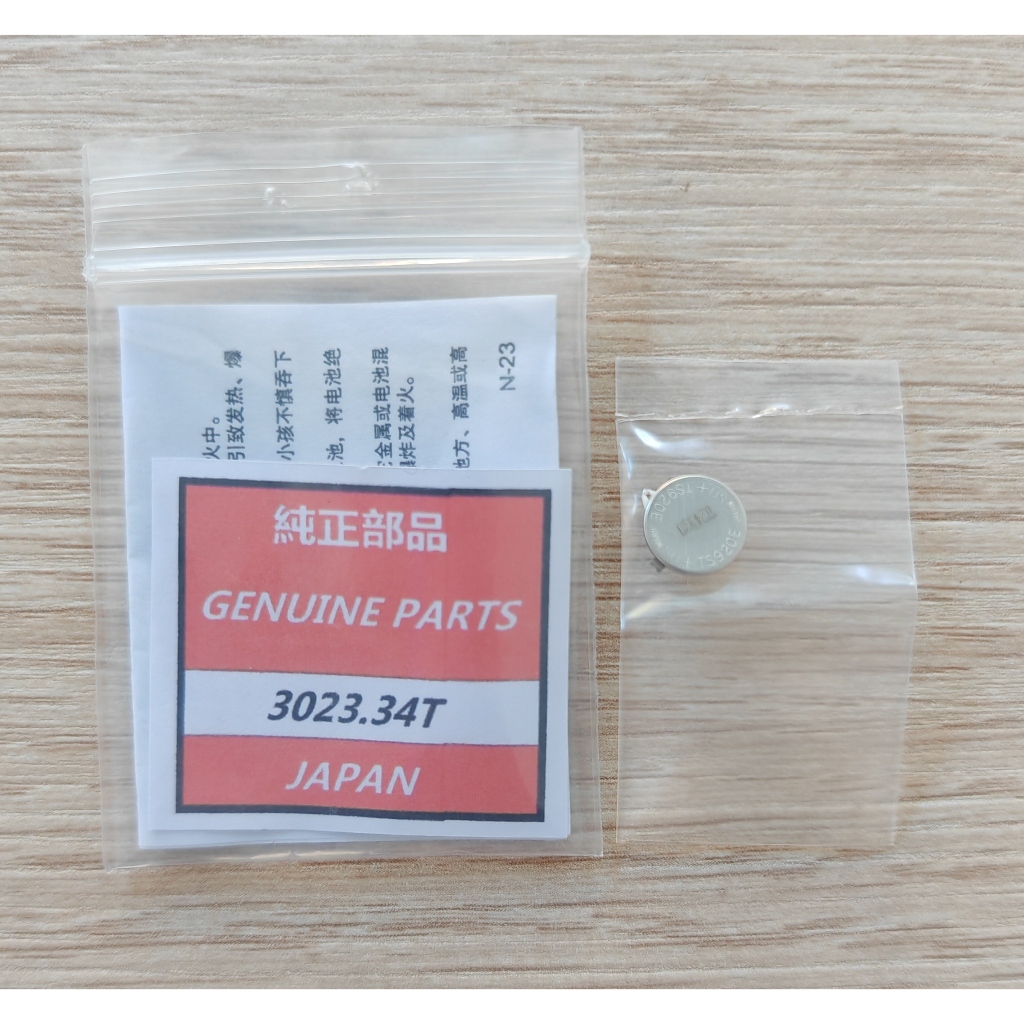 火中。
引致发热、爆
小孩不慎吞下
池，将电池绝
金属或电池混
爆炸及着火。
地方、高温或高
N-23
純正部品
GENUINE PARTS
3023.34T
JAPAN
TS920E
TS920E